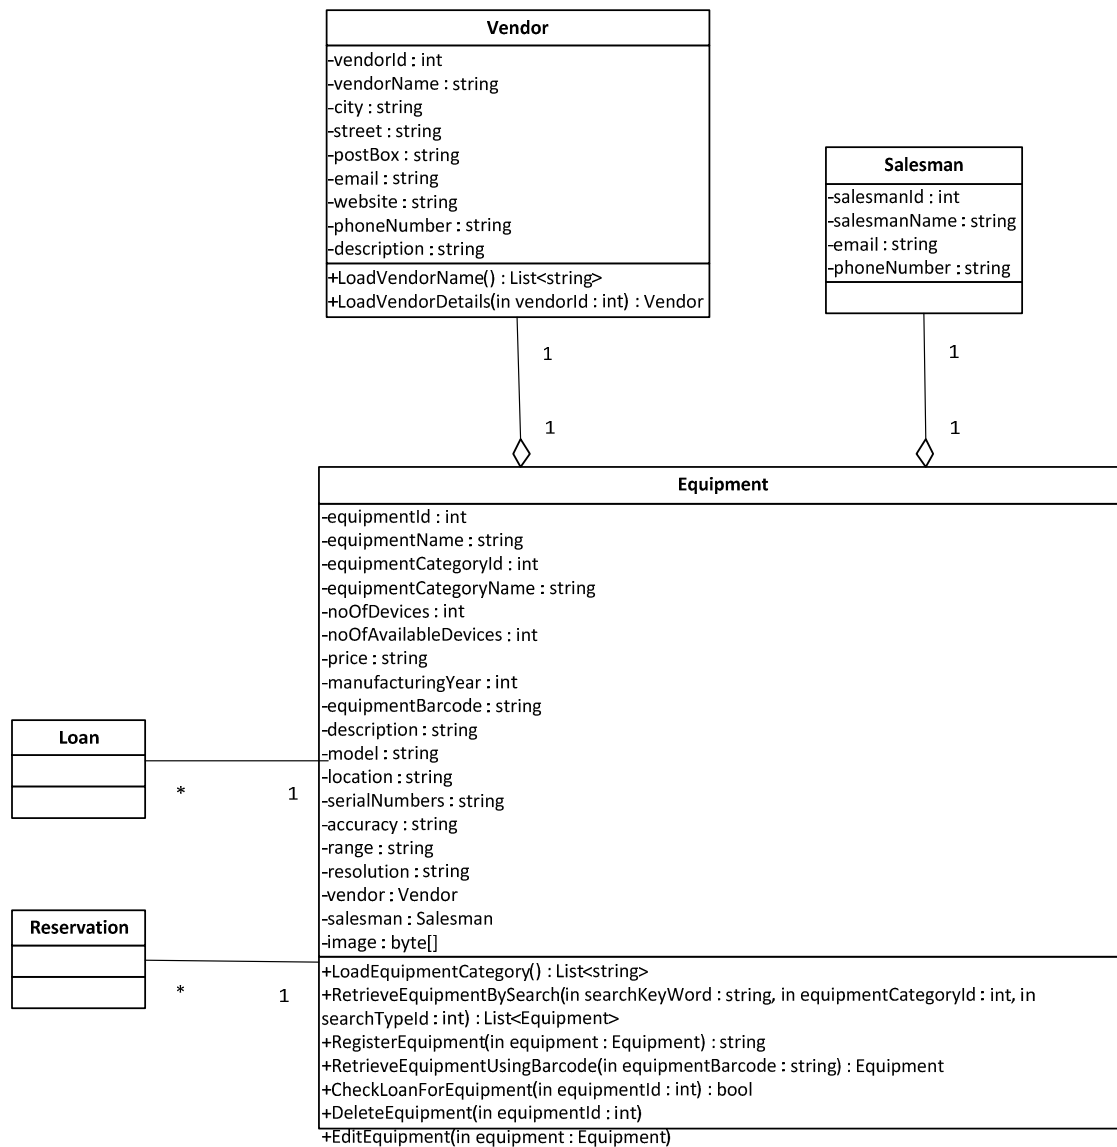 Vendor
-vendorId : int
-vendorName : string
-city : string
-street : string
-postBox : string
-email : string
-website : string
-phoneNumber : string
-description : string
+LoadVendorName() : List<string>
+LoadVendorDetails(in vendorId : int) : Vendor
Salesman
-salesmanId : int
-salesmanName : string
-email : string
-phoneNumber : string
1
1
1
1
Equipment
-equipmentId : int
-equipmentName : string
-equipmentCategoryId : int
-equipmentCategoryName : string
-noOfDevices : int
-noOfAvailableDevices : int
-price : string
-manufacturingYear : int
-equipmentBarcode : string
-description : string
-model : string
-location : string
-serialNumbers : string
-accuracy : string
-range : string
-resolution : string
-vendor : Vendor
-salesman : Salesman
-image : byte[]
+LoadEquipmentCategory() : List<string>
+RetrieveEquipmentBySearch(in searchKeyWord : string, in equipmentCategoryId : int, in
searchTypeId : int) : List<Equipment>
+RegisterEquipment(in equipment : Equipment) : string
+RetrieveEquipmentUsingBarcode(in equipmentBarcode : string) : Equipment
+CheckLoanForEquipment(in equipmentId : int) : bool
+DeleteEquipment(in equipmentId : int)
+EditEquipment(in equipment : Equipment)
Loan
*
1
Reservation
*
1